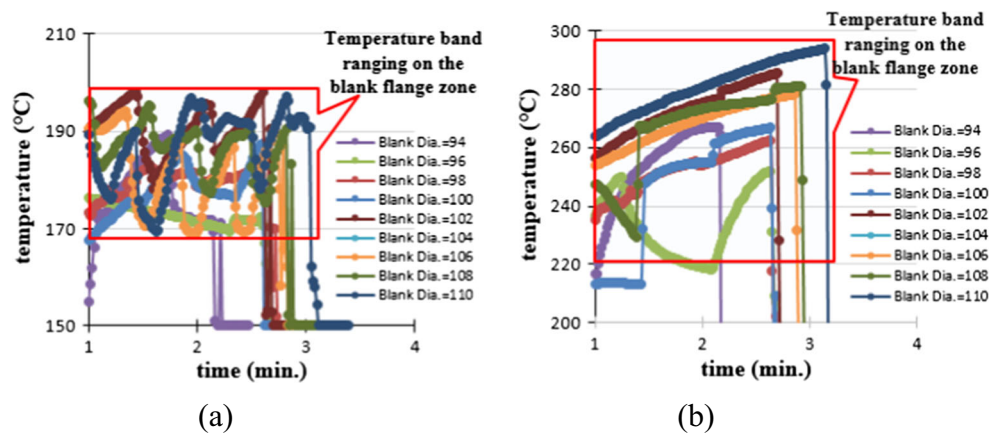 210
190
170
150
temperature (°C)
1
2
3
4
time (min.)
Temperature band
ranging on the
blank flange zone
Blank Dia.=94
Blank Dia.=96
Blank Dia.=98
Blank Dia.=100
Blank Dia.=102
Blank Dia.=104
Blank Dia.=106
Blank Dia.=108
Blank Dia.=110
(a)
300
280
260
240
220
200
temperature (°C)
1
2
3
4
time (min.)
Temperature band
ranging on the
blank flange zone
Blank Dia.=94
Blank Dia.=96
Blank Dia.=98
Blank Dia.=100
Blank Dia.=102
Blank Dia.=104
Blank Dia.=106
Blank Dia.=108
Blank Dia.=110
(b)